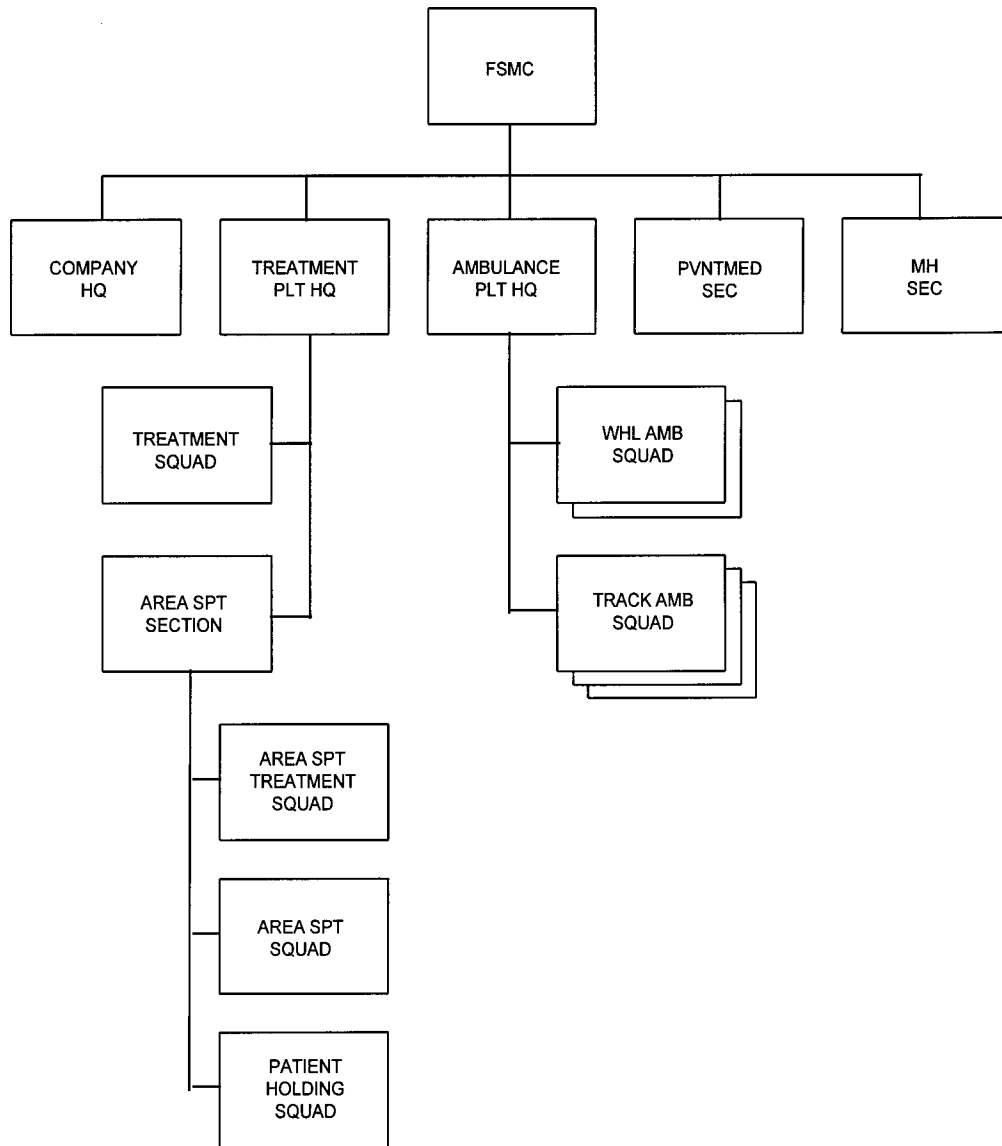 FSMC
COMPANY
HQ
TREATMENT
PLT HQ
AMBULANCE
PLT HQ
PVNTMED
SEC
MH
SEC
TREATMENT
SQUAD
WHL AMB
SQUAD
AREA SPT
SECTION
TRACK AMB
SQUAD
AREA SPT
TREATMENT
SQUAD
AREA SPT
SQUAD
PATIENT
HOLDING
SQUAD